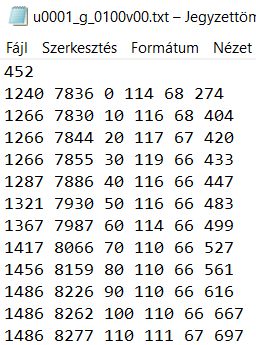 u0001_g_0100v00.txt – Jegyzettöm
Fájl Szerkesztés Formátum Nézet
452
1240 7836 0 114 68 274
1266 7830 10 116 68 404
1266 7844 20 117 67 420
1266 7855 30 119 66 433
1287 7886 40 116 66 447
1321 7930 50 116 66 483
1367 7987 60 114 66 499
1417 8066 70 110 66 527
1456 8159 80 110 66 561
1486 8226 90 110 66 616
1486 8262 100 110 66 667
1486 8277 110 111 67 697